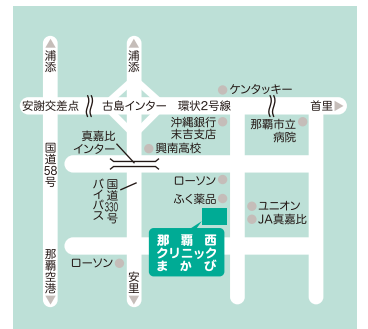 浦添
浦添
ケンタッキー
安謝交差点
古島インター
環状2号線
首里
沖縄銀行
末吉支店
那覇市立
病院
真嘉比
インター
興南高校
国道58号
国道330号
バイパス
ローソン
ふく薬品
ユニオン
JA真嘉比
那覇西
クリニック
まかび
那覇空港
ローソン
安里